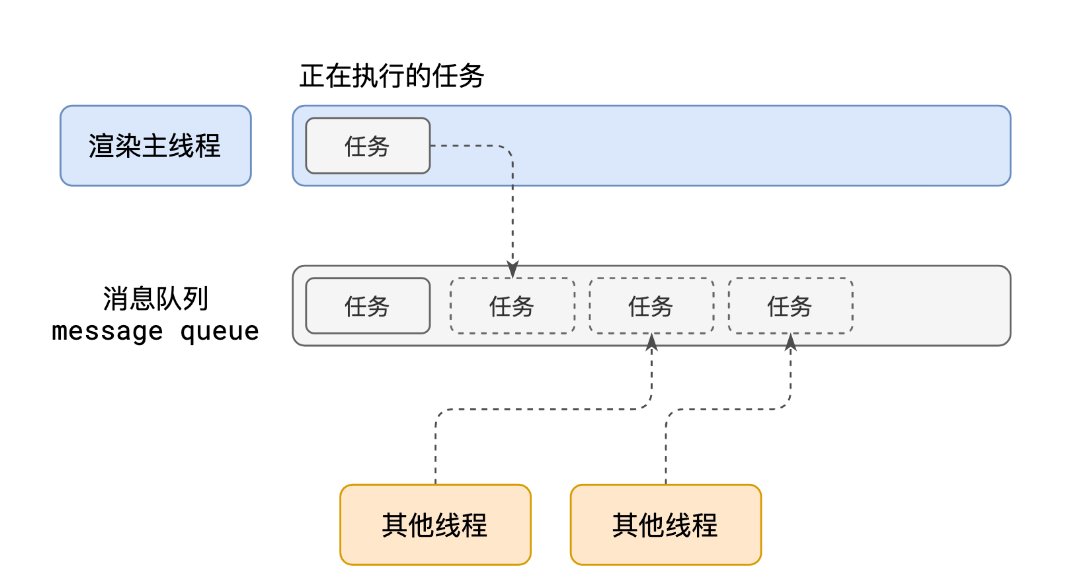 正在执行的任务
渲染主线程
任务
消息队列
message queue
任务
任务
任务
任务
其他线程
其他线程